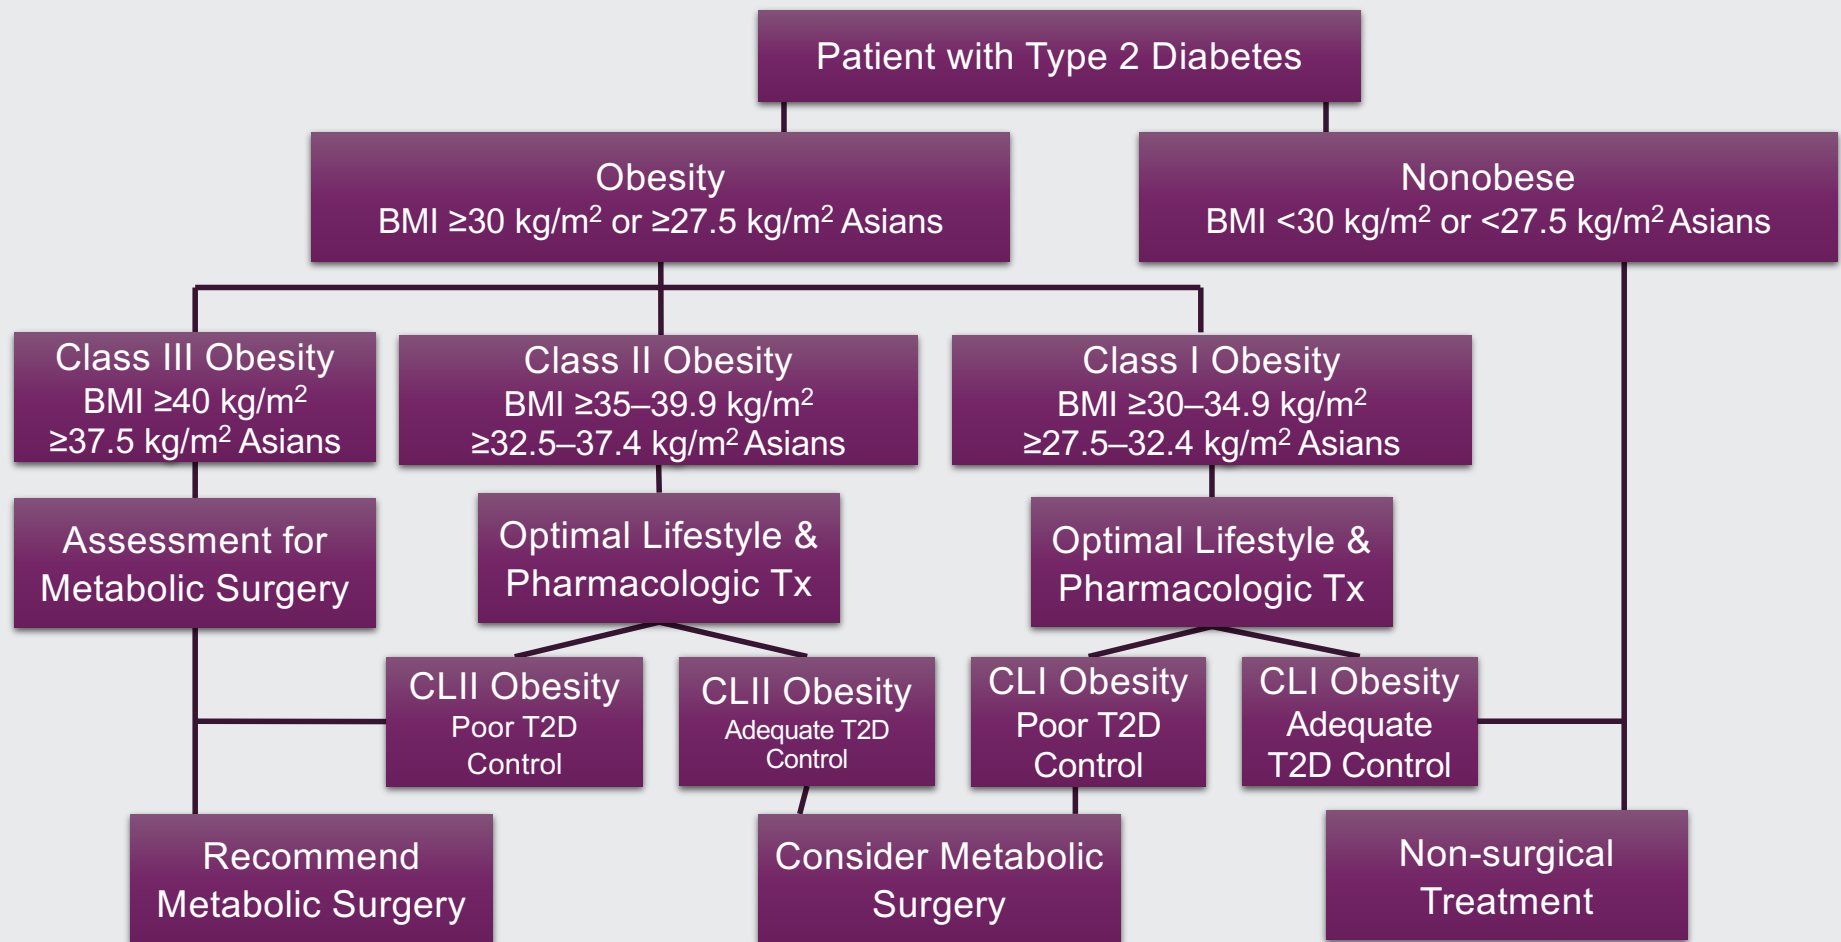 Patient with Type 2 Diabetes
Obesity
BMI ≥30 kg/m² or ≥27.5 kg/m² Asians
Nonobese
BMI <30 kg/m² or <27.5 kg/m² Asians
Class III Obesity
BMI ≥40 kg/m²
≥37.5 kg/m² Asians
Class II Obesity
BMI ≥35–39.9 kg/m²
≥32.5–37.4 kg/m² Asians
Class I Obesity
BMI ≥30–34.9 kg/m²
≥27.5–32.4 kg/m² Asians
Assessment for
Metabolic Surgery
Optimal Lifestyle &
Pharmacologic Tx
Optimal Lifestyle &
Pharmacologic Tx
CLII Obesity
Poor T2D
Control
CLII Obesity
Adequate T2D
Control
CLI Obesity
Poor T2D
Control
CLI Obesity
Adequate
T2D Control
Recommend
Metabolic Surgery
Consider Metabolic
Surgery
Non-surgical
Treatment